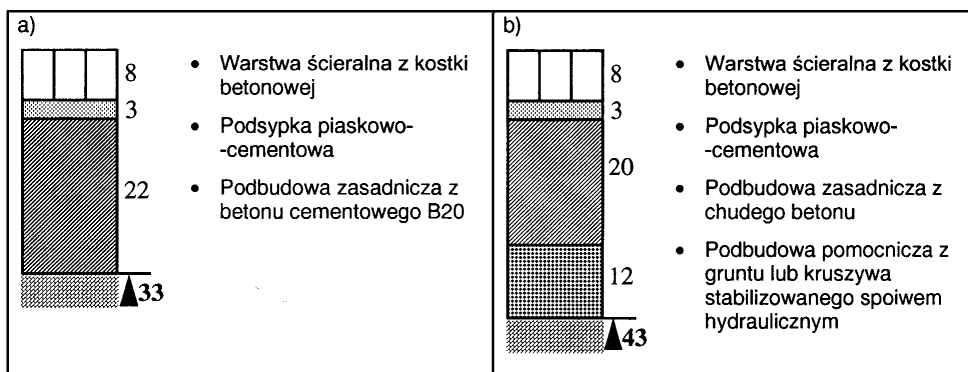 a)
8
3
22
33
• Warstwa ścieralna z kostki
betonowej
• Podsypka piaskowo-
-cementowa
• Podbudowa zasadnicza z
betonu cementowego B20
b)
8
3
20
12
43
• Warstwa ścieralna z kostki
betonowej
• Podsypka piaskowo-
-cementowa
• Podbudowa zasadnicza z
chudego betonu
• Podbudowa pomocnicza z
gruntu lub kruszywa
stabilizowanego spoiwem
hydraulicznym